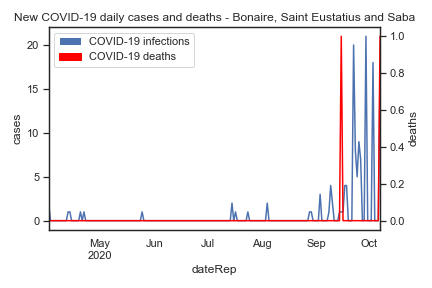 New COVID-19 daily cases and deaths - Bonaire, Saint Eustatius and Saba
COVID-19 infections
COVID-19 deaths
20
15
10
5
0
cases
1.0
0.8
0.6
0.4
0.2
0.0
deaths
May Jun Jul Aug Sep Oct
2020
dateRep